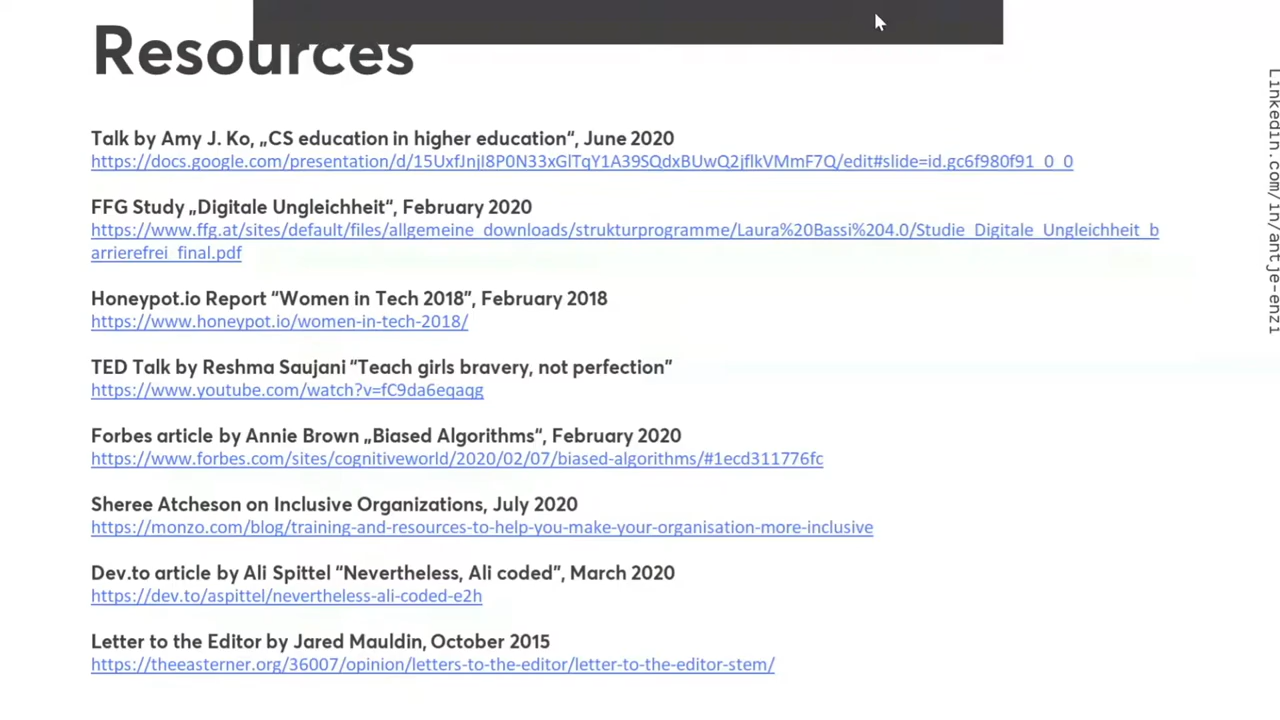 Resources
Talk by Amy J. Ko, „CS education in higher education“, June 2020
https://docs.google.com/presentation/d/15UxfJnjI8P0N33xGlTqY1A39SQdxBUwQ2jflkVMmF7Q/edit#slide=id.gc6f980f91_0_0
FFG Study „Digitale Ungleichheit“, February 2020
https://www.ffg.at/sites/default/files/allgemeine_downloads/strukturprogramme/Laura%20Bassi%204.0/Studie_Digitale_Ungleichheit_b
arrierefrei_final.pdf
Honeypot.io Report “Women in Tech 2018”, February 2018
https://www.honeypot.io/women-in-tech-2018/
TED Talk by Reshma Saujani “Teach girls bravery, not perfection”
https://www.youtube.com/watch?v=fC9da6eqaqg
Forbes article by Annie Brown „Biased Algorithms“, February 2020
https://www.forbes.com/sites/cognitiveworld/2020/02/07/biased-algorithms/#1ecd311776fc
Sheree Atcheson on Inclusive Organizations, July 2020
https://monzo.com/blog/training-and-resources-to-help-you-make-your-organisation-more-inclusive
Dev.to article by Ali Spittel “Nevertheless, Ali coded”, March 2020
https://dev.to/aspittel/nevertheless-ali-coded-e2h
Letter to the Editor by Jared Mauldin, October 2015
https://theeasterner.org/36007/opinion/letters-to-the-editor/letter-to-the-editor-stem/
Linkedin.com/in/antje-enzi